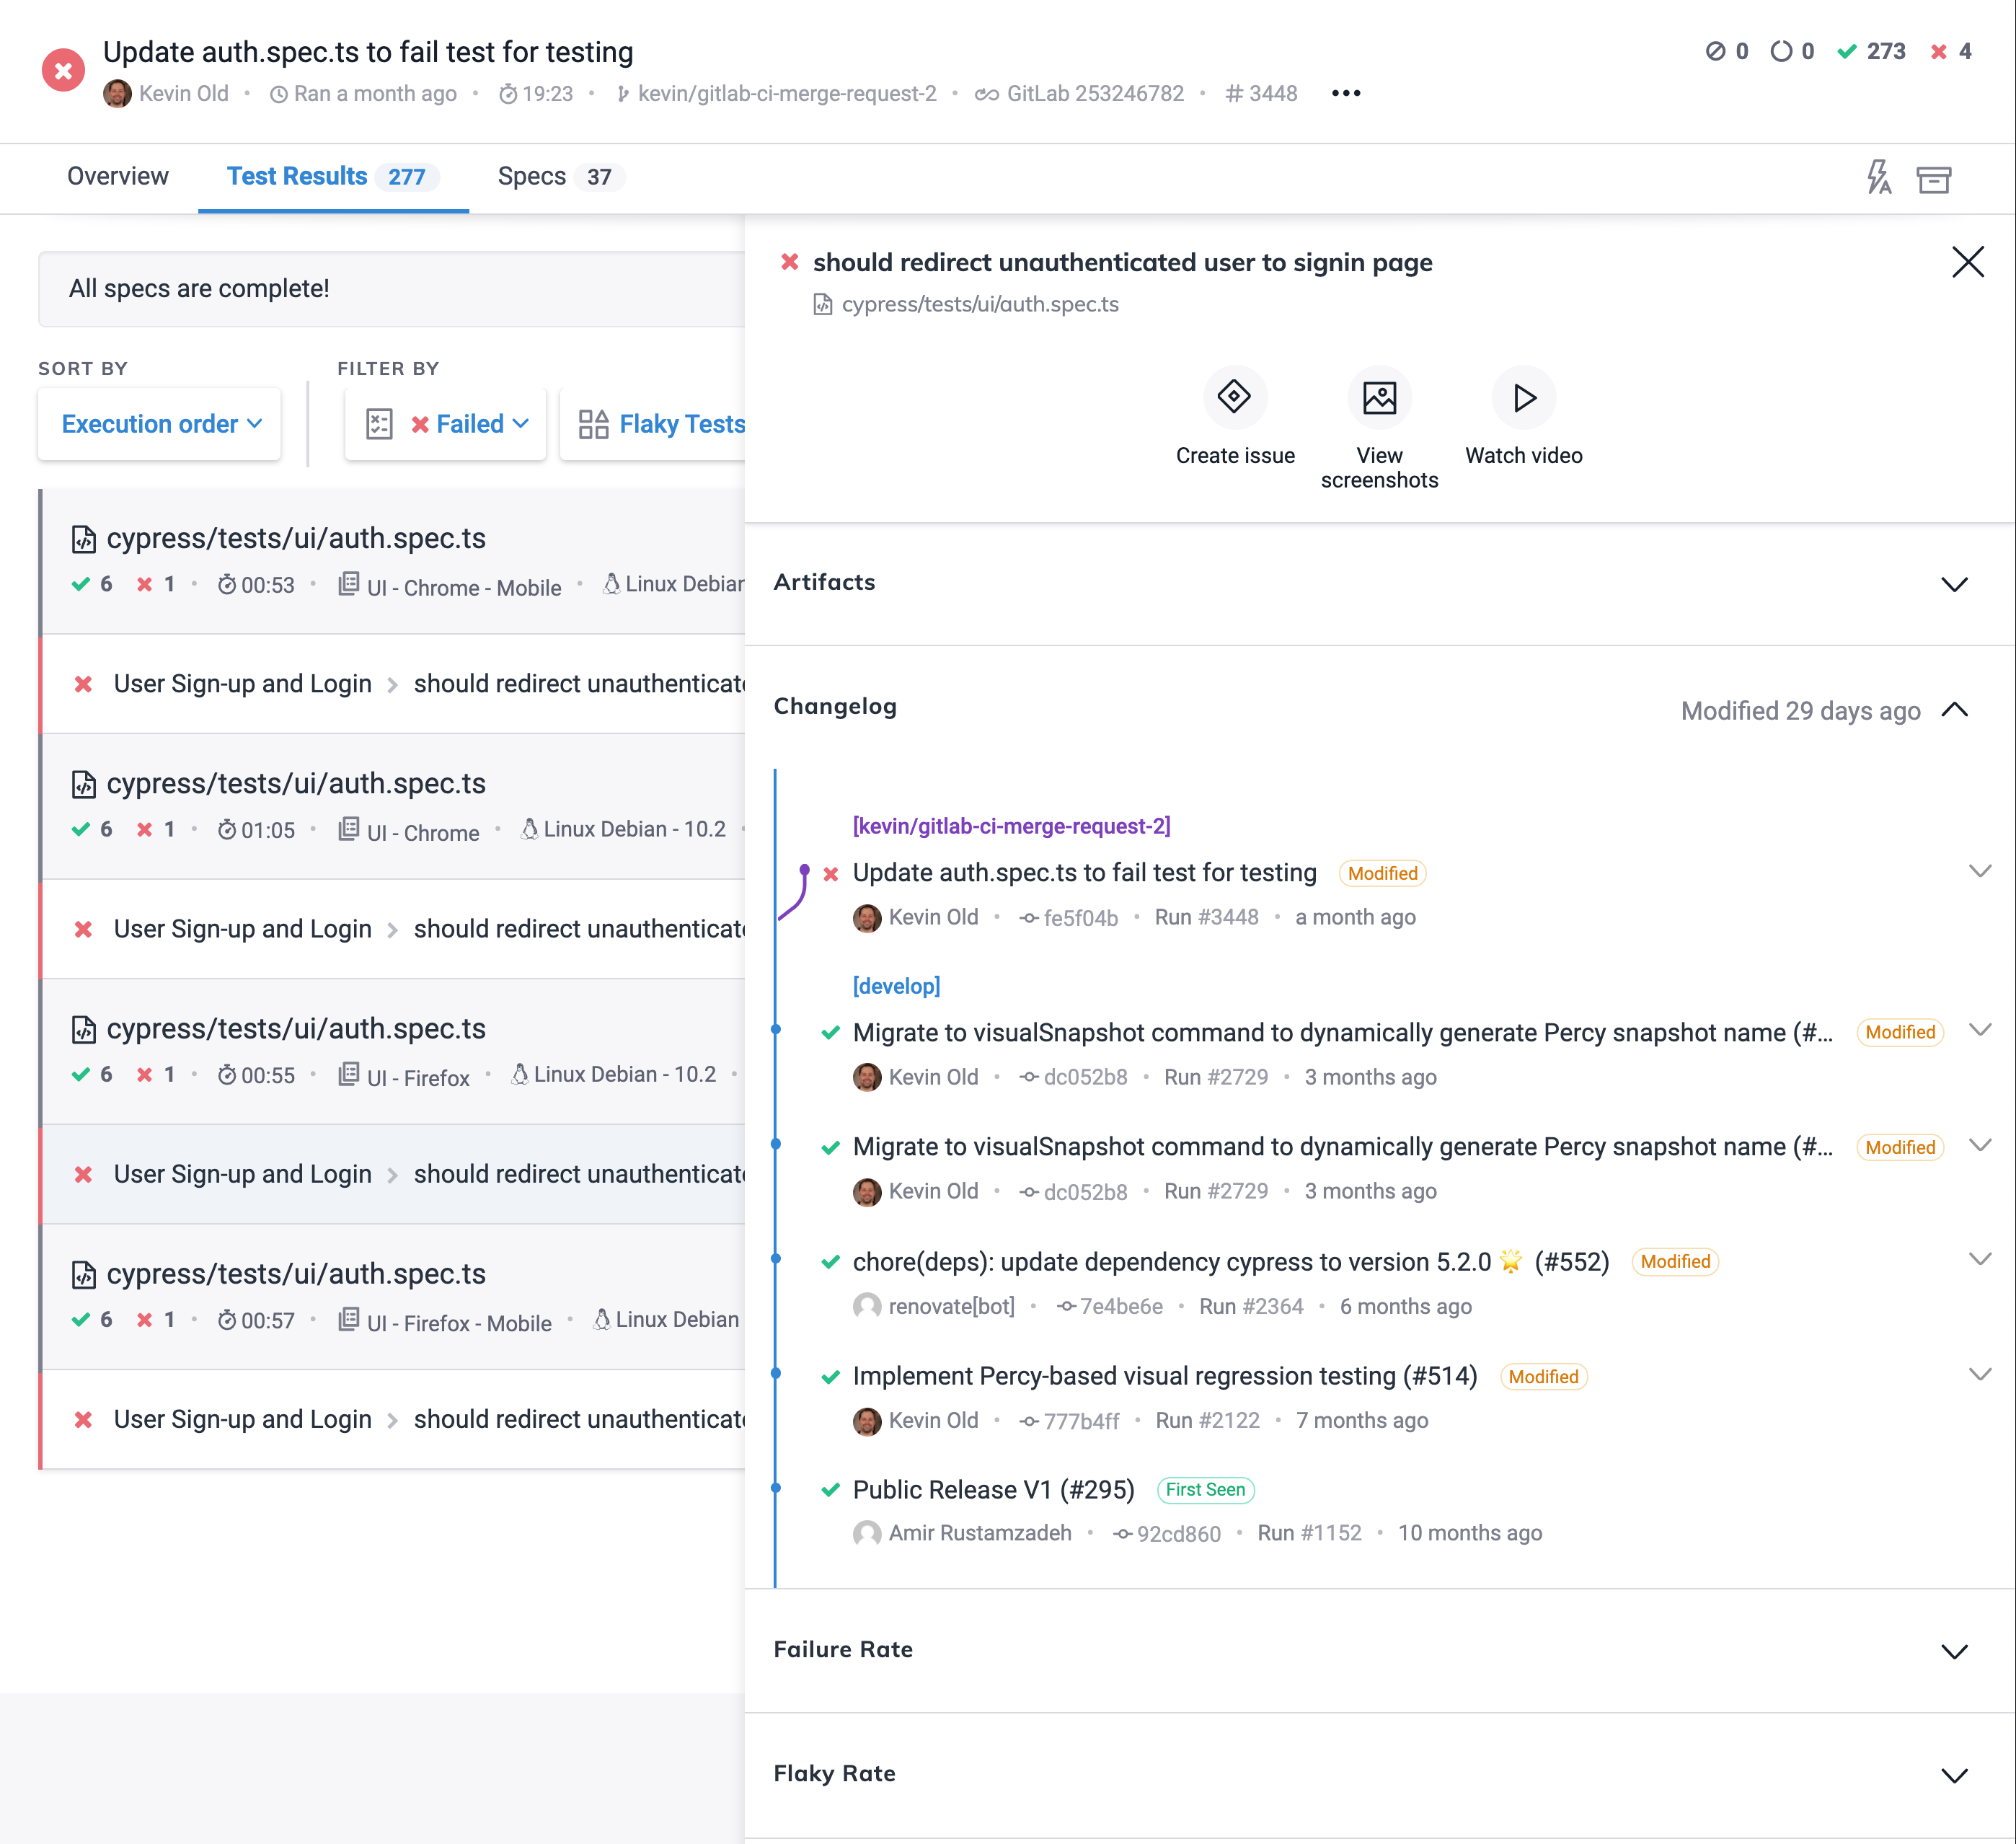 Update auth.spec.ts to fail test for testing
0 0 273 4
Kevin Old • Ran a month ago • 19:23 • kevin/gitlab-ci-merge-request-2 • GitLab 253246782 • # 3448 •••
Overview Test Results 277 Specs 37
All specs are complete!
SORT BY FILTER BY
Execution order Failed Flaky Tests
cypress/tests/ui/auth.spec.ts
6 1 • 00:53 • UI - Chrome - Mobile • Linux Debian
User Sign-up and Login > should redirect unauthenticate
cypress/tests/ui/auth.spec.ts
6 1 • 01:05 • UI - Chrome • Linux Debian - 10.2 •
User Sign-up and Login > should redirect unauthenticate
cypress/tests/ui/auth.spec.ts
6 1 • 00:55 • UI - Firefox • Linux Debian - 10.2 •
User Sign-up and Login > should redirect unauthenticate
cypress/tests/ui/auth.spec.ts
6 1 • 00:57 • UI - Firefox - Mobile • Linux Debian
User Sign-up and Login > should redirect unauthenticate
should redirect unauthenticated user to signin page
cypress/tests/ui/auth.spec.ts
Create issue
View
screenshots
Watch video
Artifacts
Changelog
Modified 29 days ago
[kevin/gitlab-ci-merge-request-2]
Update auth.spec.ts to fail test for testing Modified
Kevin Old • fe5f04b • Run #3448 • a month ago
[develop]
Migrate to visualSnapshot command to dynamically generate Percy snapshot name (#... Modified
Kevin Old • dc052b8 • Run #2729 • 3 months ago
Migrate to visualSnapshot command to dynamically generate Percy snapshot name (#... Modified
Kevin Old • dc052b8 • Run #2729 • 3 months ago
chore(deps): update dependency cypress to version 5.2.0 🌟 (#552) Modified
renovate[bot] • 7e4be6e • Run #2364 • 6 months ago
Implement Percy-based visual regression testing (#514) Modified
Kevin Old • 777b4ff • Run #2122 • 7 months ago
Public Release V1 (#295) First Seen
Amir Rustamzadeh • 92cd860 • Run #1152 • 10 months ago
Failure Rate
Flaky Rate